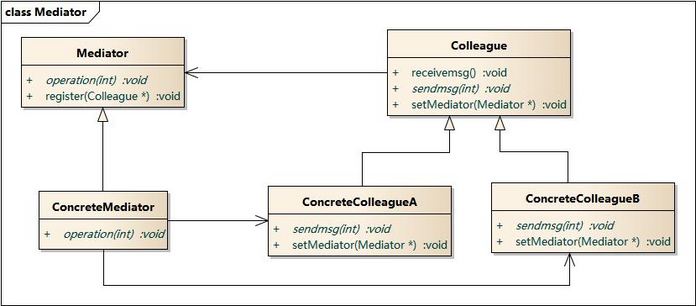 class Mediator
Mediator
+ operation(int) :void
+ register(Colleague *) :void
Colleague
+ receivemsg() :void
+ sendmsg(int) :void
+ setMediator(Mediator *) :void
ConcreteMediator
+ operation(int) :void
ConcreteColleagueA
+ sendmsg(int) :void
+ setMediator(Mediator *) :void
ConcreteColleagueB
+ sendmsg(int) :void
+ setMediator(Mediator *) :void